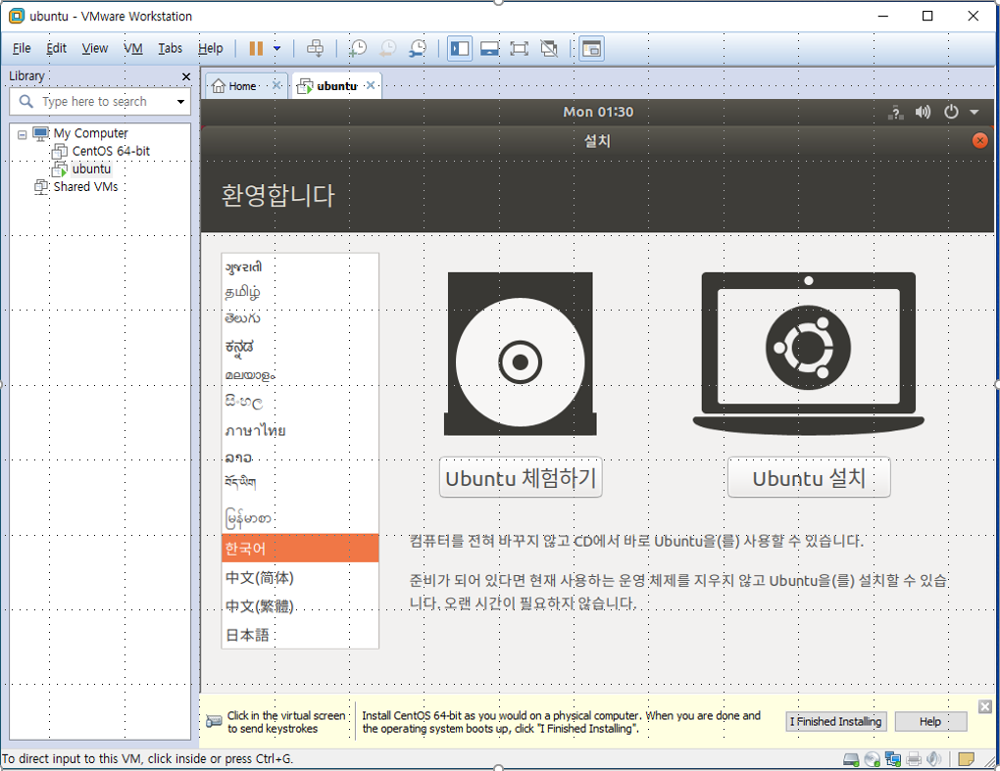 ubuntu - VMware Workstation
File Edit View VM Tabs Help
Library
Type here to search
My Computer
CentOS 64-bit
ubuntu
Shared VMs
Home
ubuntu
Mon 01:30
설치
환영합니다
ગુજરાતી
தமிழ்
తెలుగు
ಕನ್ನಡ
മലയാളം
සිංහල
ภาษาไทย
ລາວ
བོད་ཡིག
မြန်မာစာ
한국어
中文(简体)
中文(繁體)
日本語
Ubuntu 체험하기
Ubuntu 설치
컴퓨터를 전혀 바꾸지 않고 CD에서 바로 Ubuntu을(를) 사용할 수 있습니다.
준비가 되어 있다면 현재 사용하는 운영 체제를 지우지 않고 Ubuntu을(를) 설치할 수 있습
니다. 오랜 시간이 필요하지 않습니다.
Click in the virtual screen
to send keystrokes
Install CentOS 64-bit as you would on a physical computer. When you are done and
the operating system boots up, click "I Finished Installing".
I Finished Installing
Help
To direct input to this VM, click inside or press Ctrl+G.